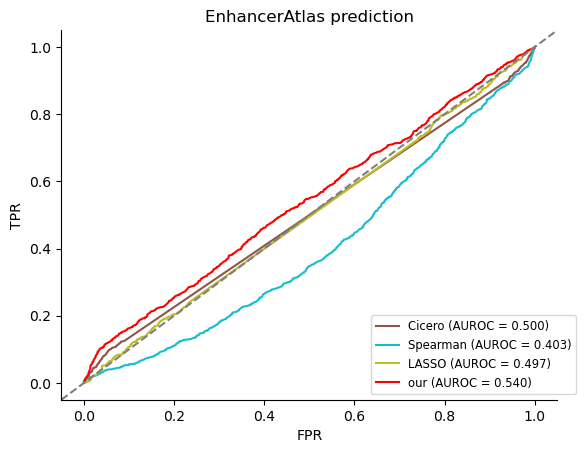 EnhancerAtlas prediction
TPR
1.0
0.8
0.6
0.4
0.2
0.0
0.0 0.2 0.4 0.6 0.8 1.0
FPR
Cicero (AUROC = 0.500)
Spearman (AUROC = 0.403)
LASSO (AUROC = 0.497)
our (AUROC = 0.540)